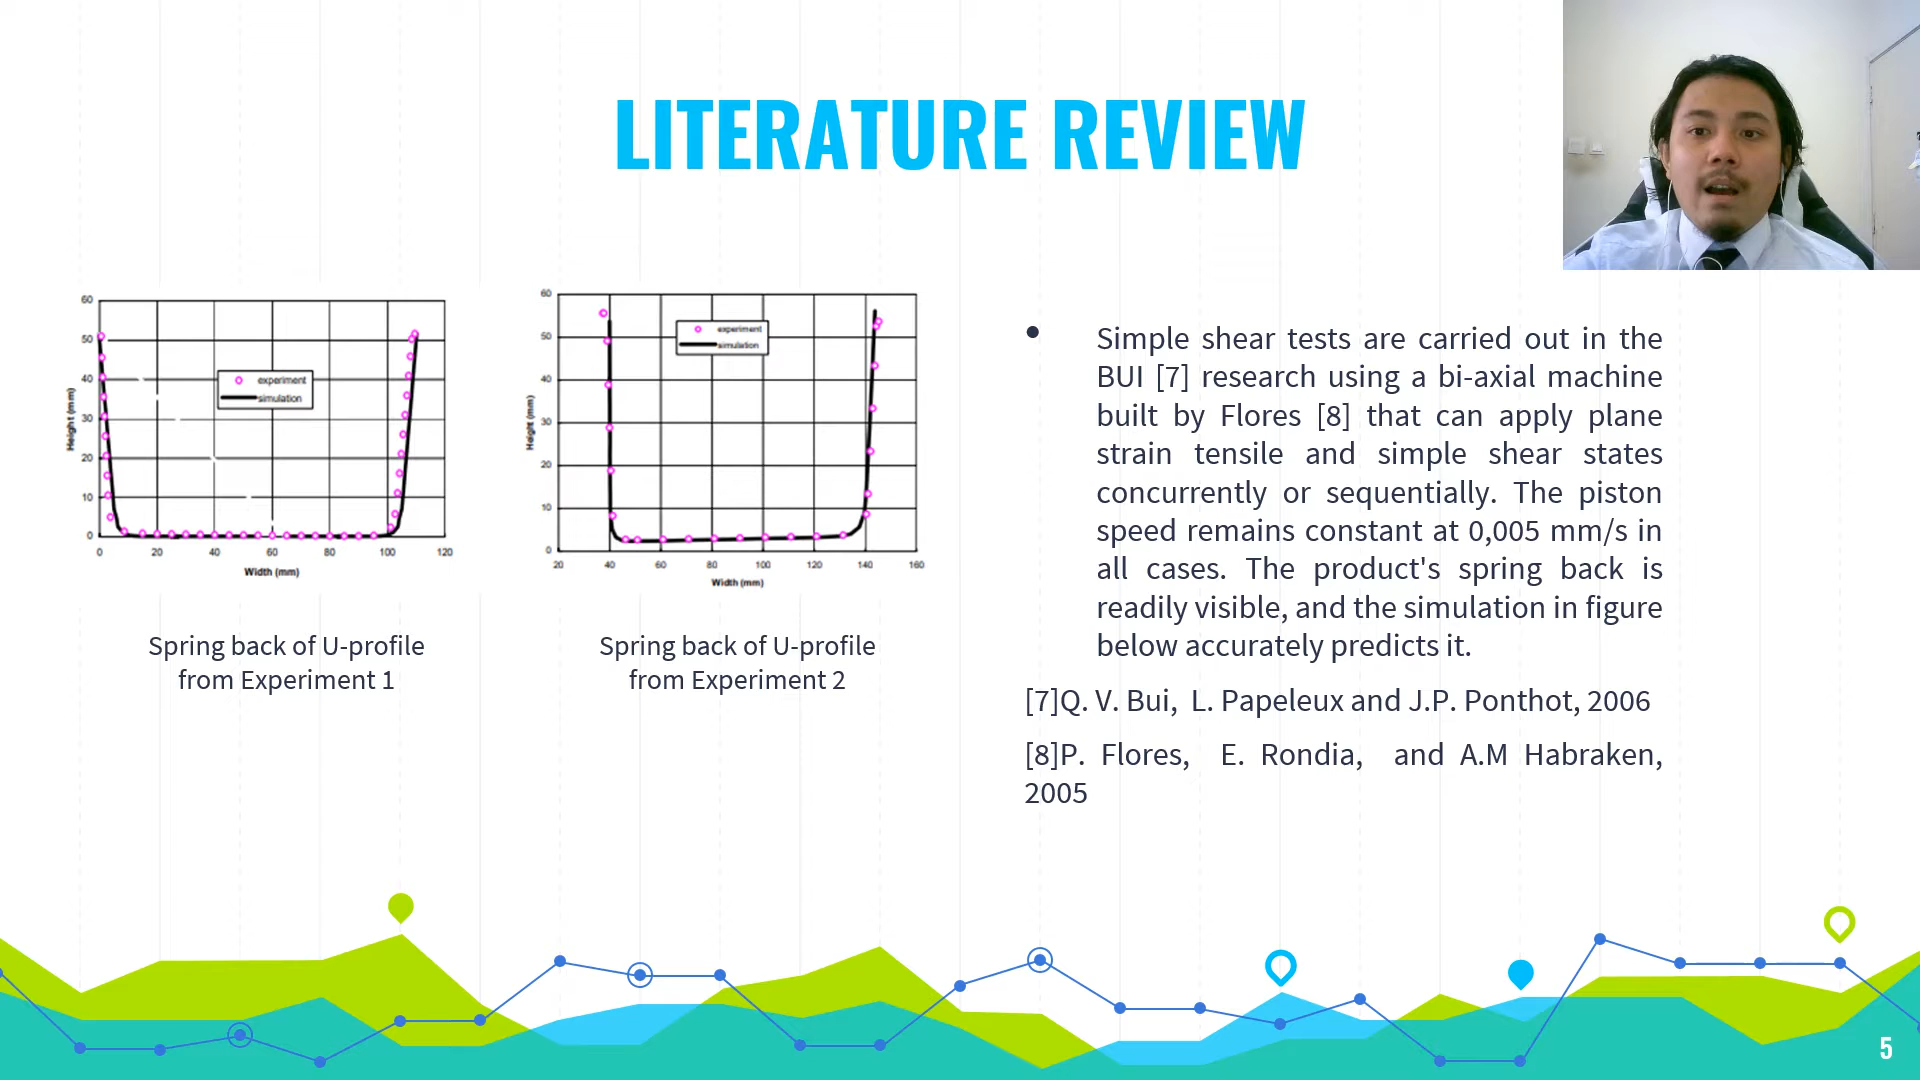 LITERATURE REVIEW
60
50
40
30
20
10
0
Height (mm)
experiment
simulation
0 20 40 60 80 100 120
Width (mm)
Spring back of U-profile
from Experiment 1
60
50
40
30
20
10
0
Height (mm)
experiment
simulation
20 40 60 80 100 120 140 160
Width (mm)
Spring back of U-profile
from Experiment 2
• Simple shear tests are carried out in the
BUI [7] research using a bi-axial machine
built by Flores [8] that can apply plane
strain tensile and simple shear states
concurrently or sequentially. The piston
speed remains constant at 0,005 mm/s in
all cases. The product's spring back is
readily visible, and the simulation in figure
below accurately predicts it.
[7]Q. V. Bui, L. Papeleux and J.P. Ponthot, 2006
[8]P. Flores, E. Rondia, and A.M Habraken,
2005
5